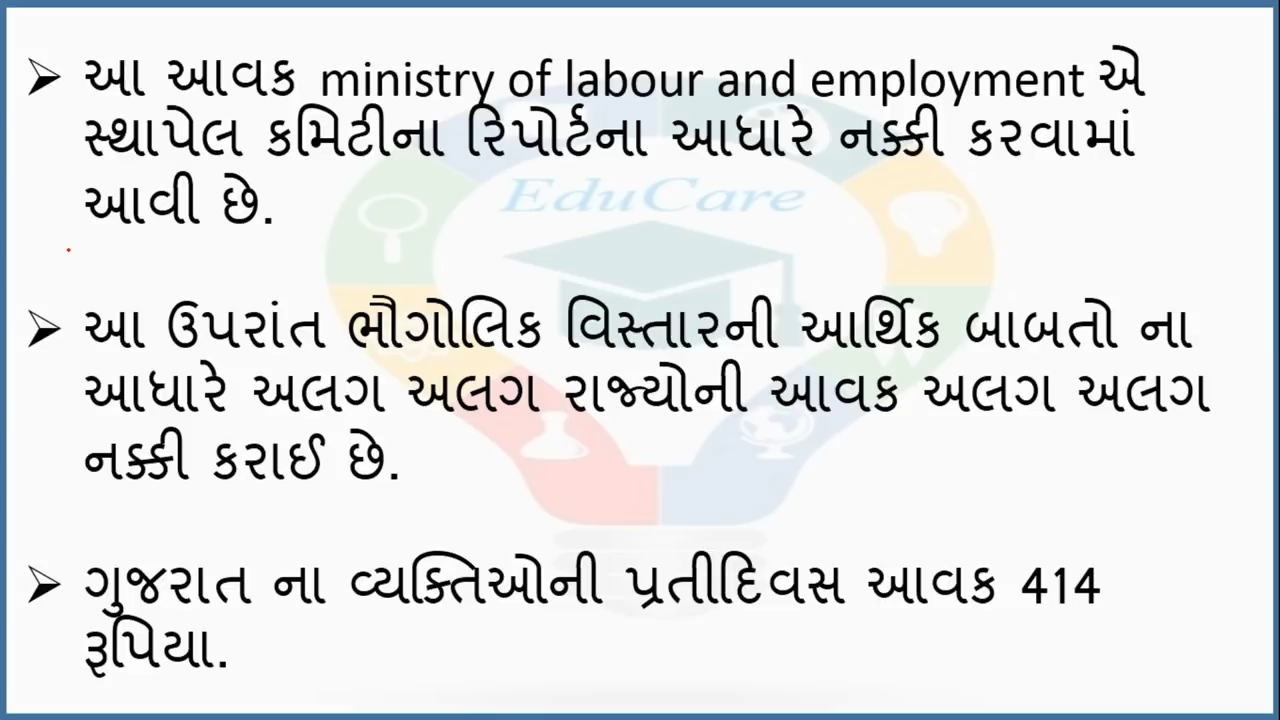 ➤ આ આવક ministry of labour and employment એ
સ્થાપેલ કમિટીના રિપોર્ટના આધારે નક્કી કરવામાં
આવી છે.
EduCare
➤ આ ઉપરાંત ભૌગોલિક વિસ્તારની આર્થિક બાબતો ના
આધારે અલગ અલગ રાજ્યોની આવક અલગ અલગ
નક્કી કરાઈ છે.
➤ ગુજરાત ના વ્યક્તિઓની પ્રતીદિવસ આવક 414
રૂપિયા.